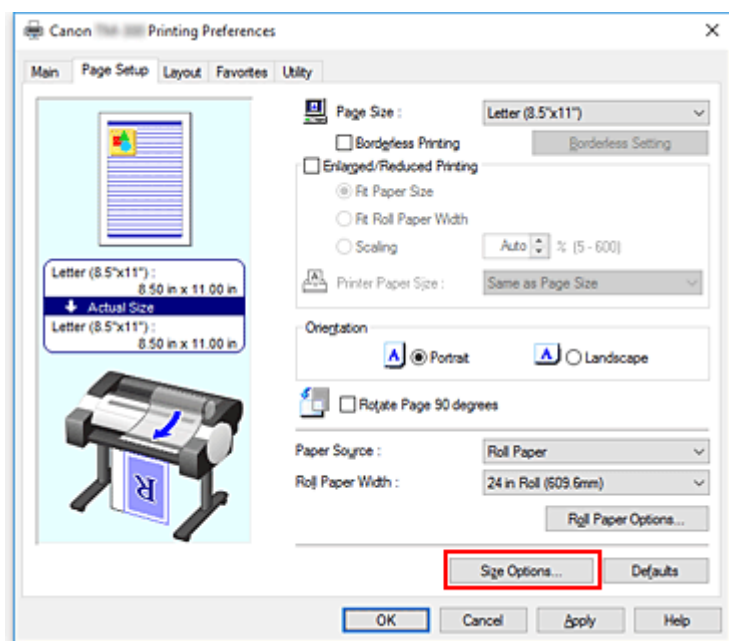 Canon Printing Preferences
Main Page Setup Layout Favorites Utility
Page Size : Letter (8.5"x11")
Borderless Printing Borderless Setting
Enlarged/Reduced Printing
Fit Paper Size
Fit Roll Paper Width
Scaling Auto % (5 - 600)
Printer Paper Size : Same as Page Size
Letter (8.5"x11") :
8.50 in x 11.00 in
Actual Size
Letter (8.5"x11") :
8.50 in x 11.00 in
Orientation
A Portrait A Landscape
Rotate Page 90 degrees
Paper Source : Roll Paper
Roll Paper Width : 24 in Roll (609.6mm)
R
Roll Paper Options...
Size Options... Defaults
OK Cancel Apply Help